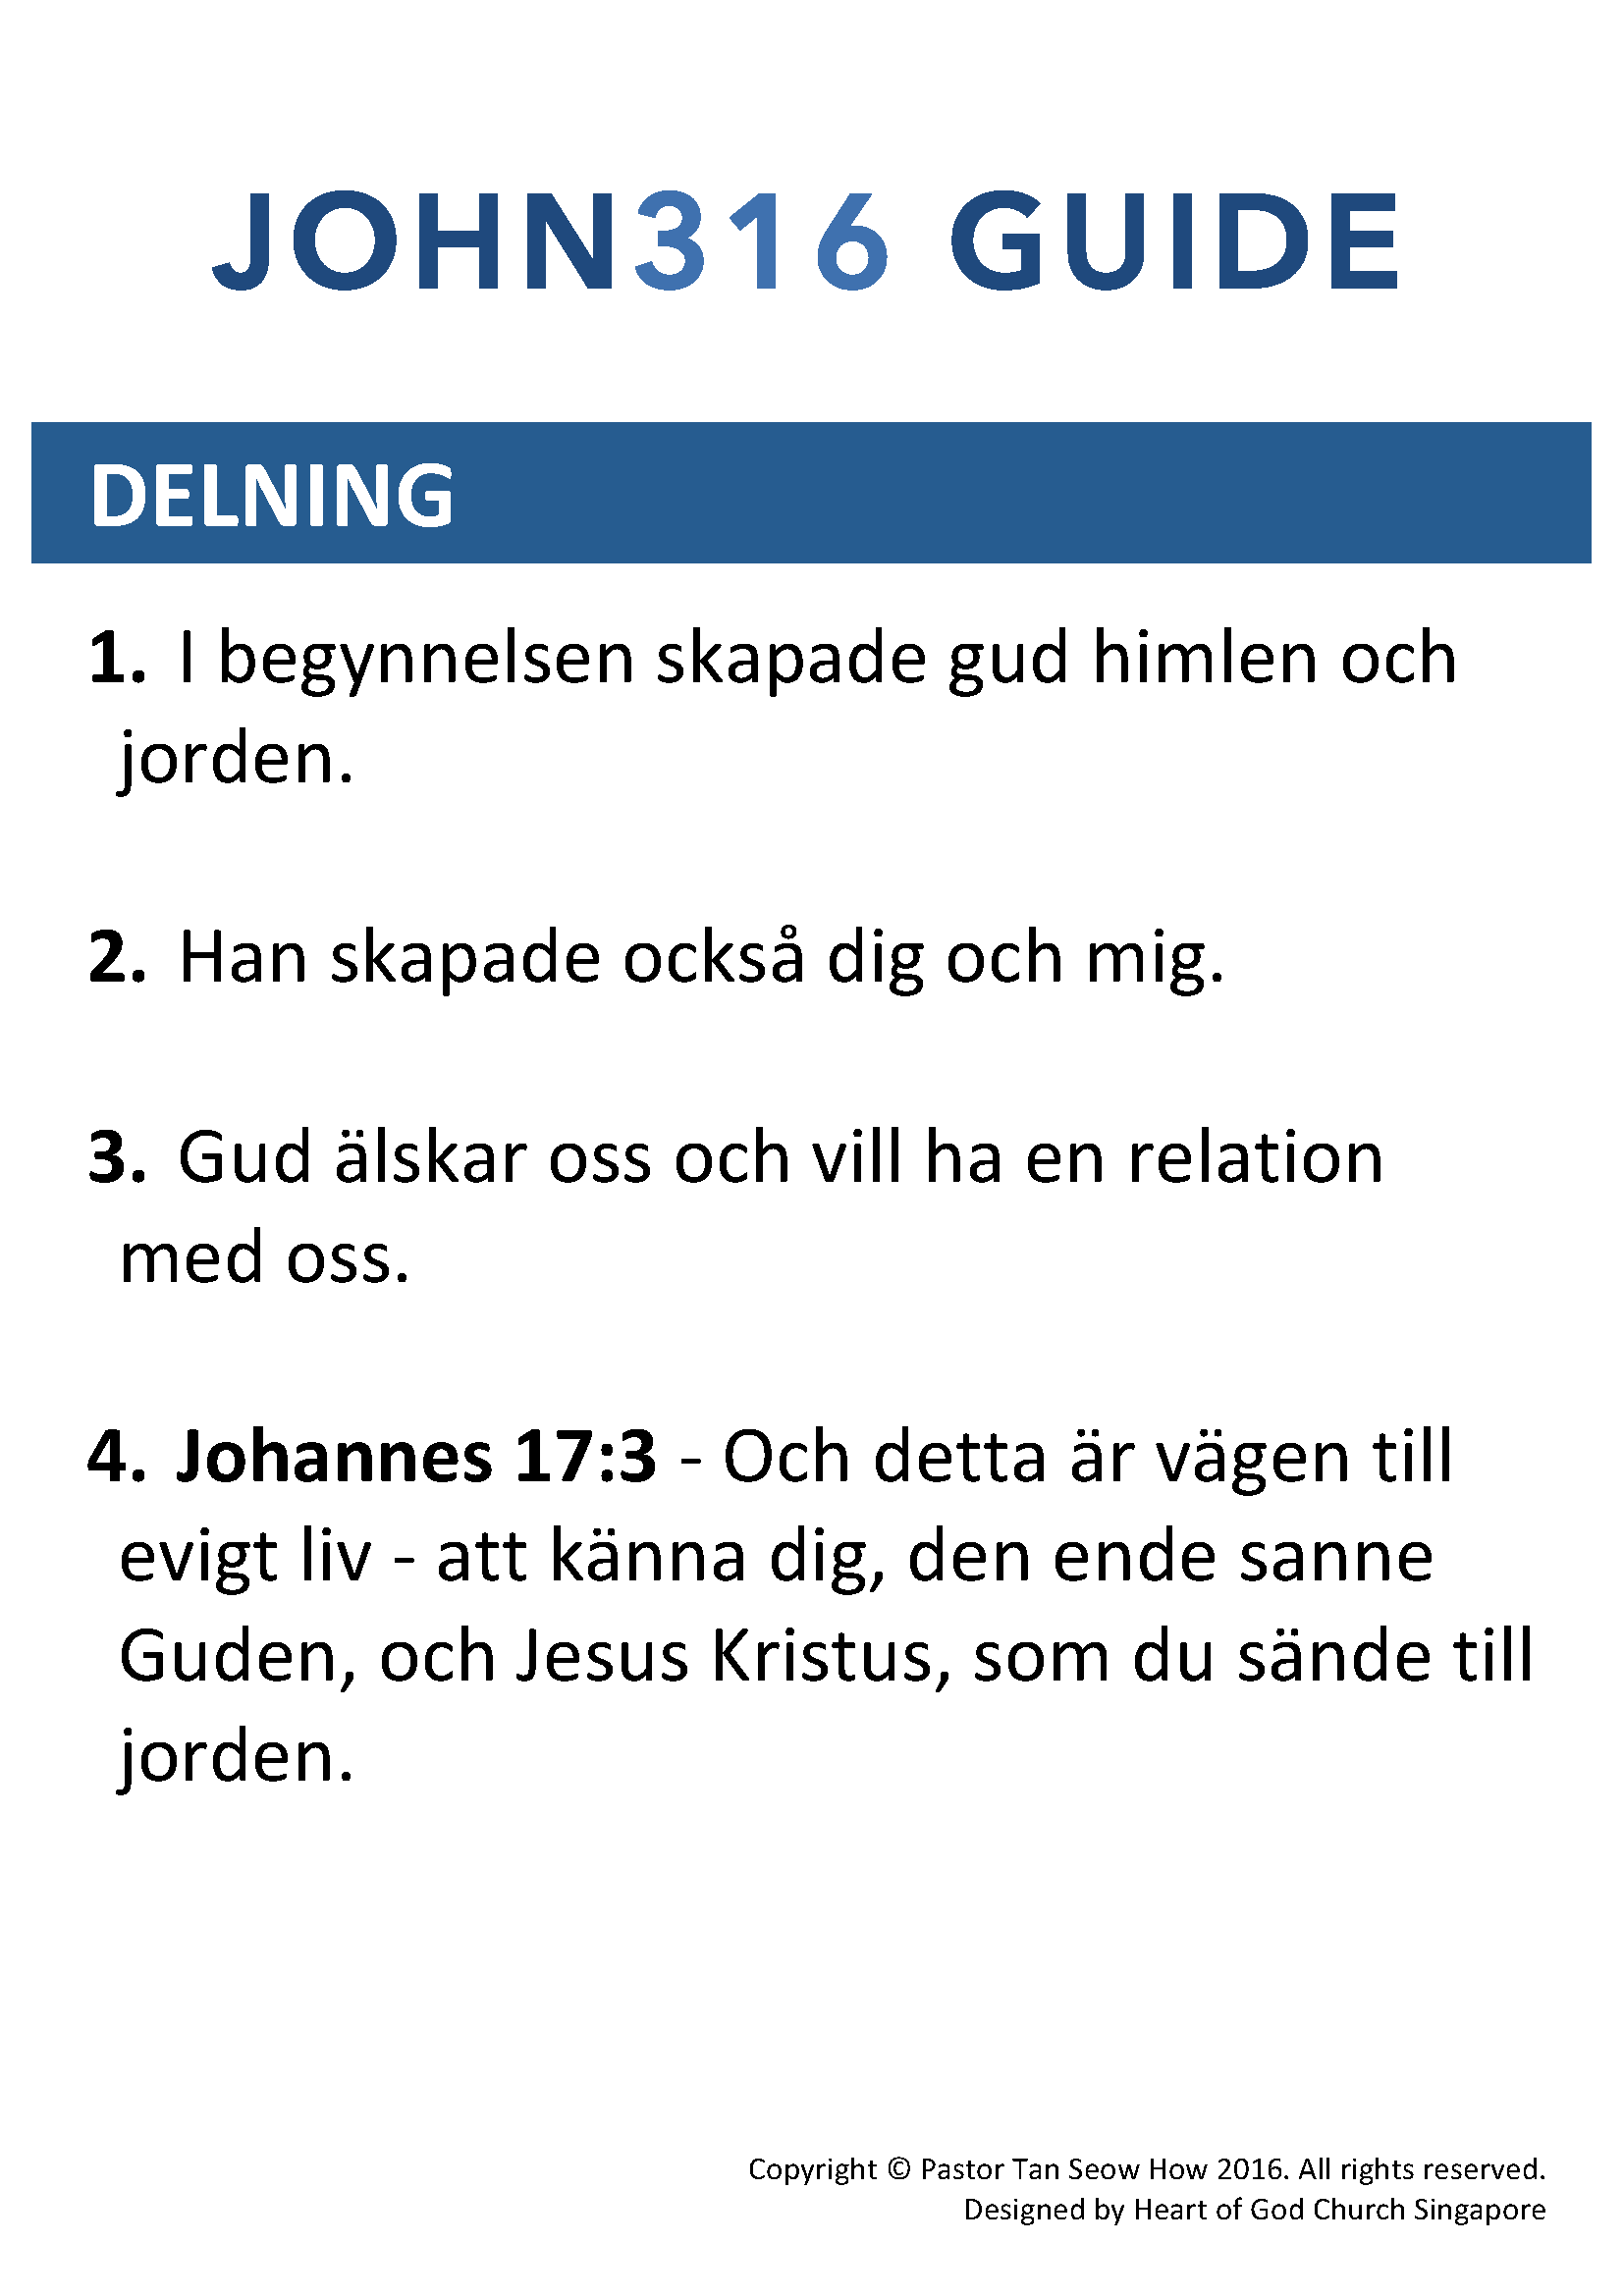 JOHN316 GUIDE
DELNING
1. I begynnelsen skapade gud himlen och
jorden.
2. Han skapade också dig och mig.
3. Gud älskar oss och vill ha en relation
med oss.
4. Johannes 17:3 - Och detta är vägen till
evigt liv - att känna dig, den ende sanne
Guden, och Jesus Kristus, som du sände till
jorden.
Copyright © Pastor Tan Seow How 2016. All rights reserved.
Designed by Heart of God Church Singapore